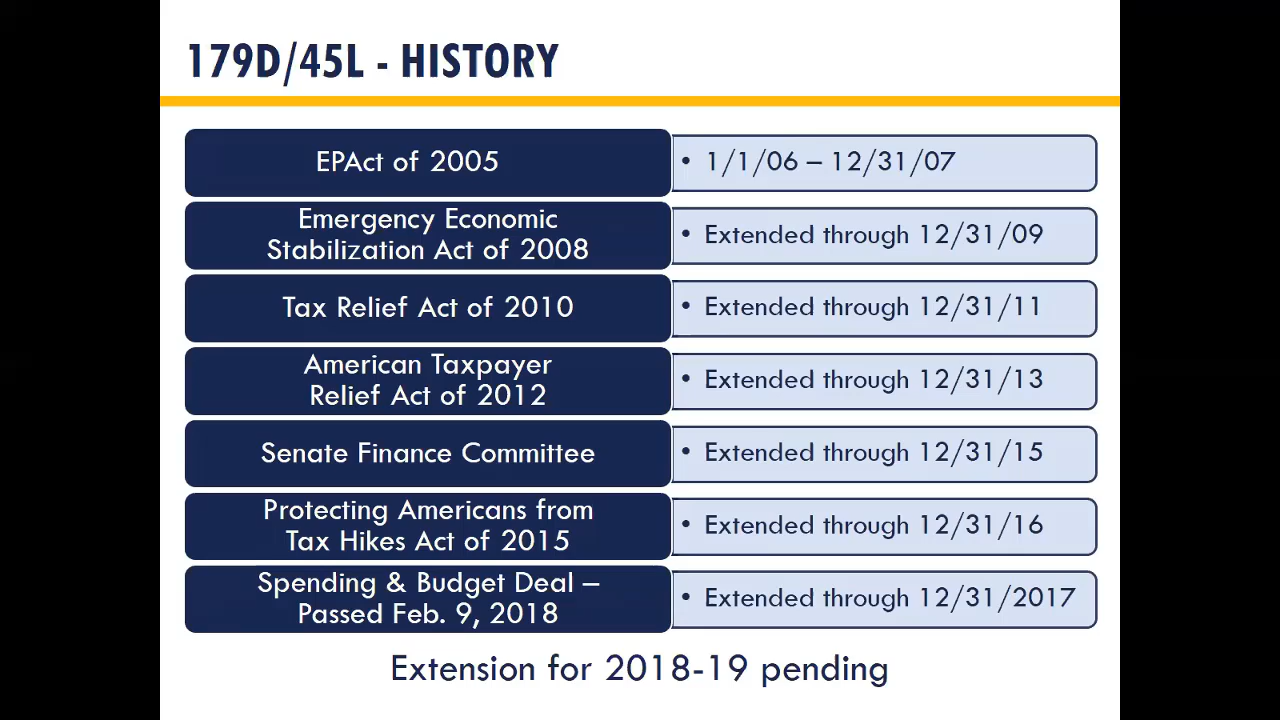 179D/45L - HISTORY
EPAct of 2005
• 1/1/06 – 12/31/07
Emergency Economic
Stabilization Act of 2008
• Extended through 12/31/09
Tax Relief Act of 2010
• Extended through 12/31/11
American Taxpayer
Relief Act of 2012
• Extended through 12/31/13
Senate Finance Committee
• Extended through 12/31/15
Protecting Americans from
Tax Hikes Act of 2015
• Extended through 12/31/16
Spending & Budget Deal –
Passed Feb. 9, 2018
• Extended through 12/31/2017
Extension for 2018-19 pending